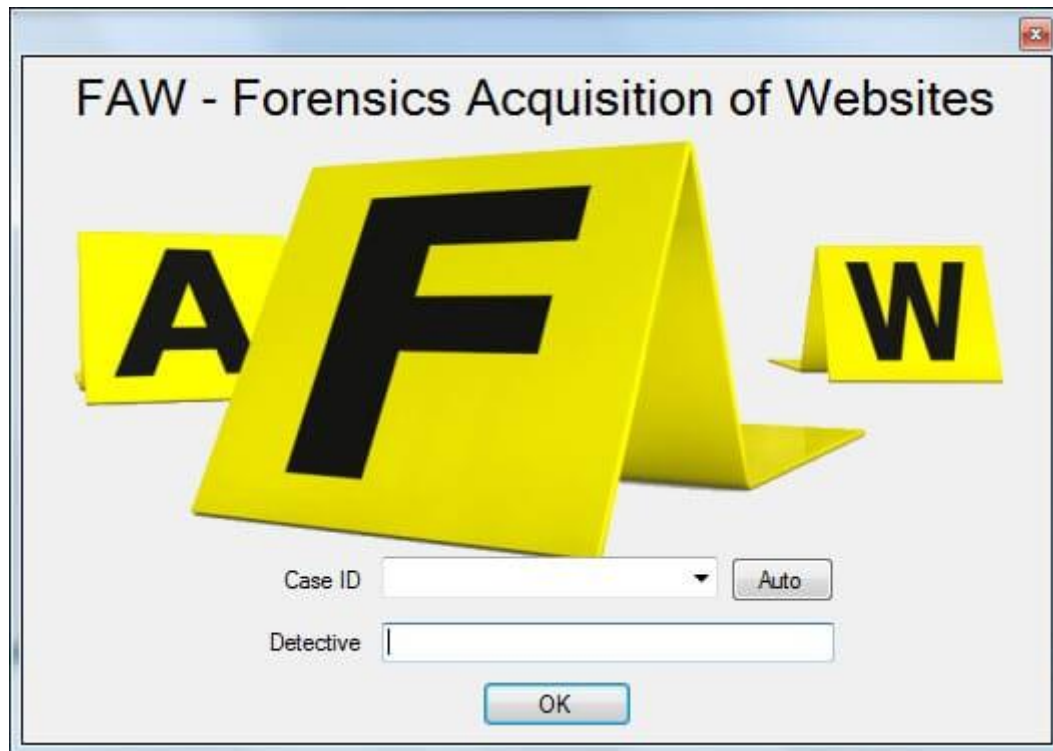 FAW - Forensics Acquisition of Websites
A F W
Case ID Auto
Detective
OK